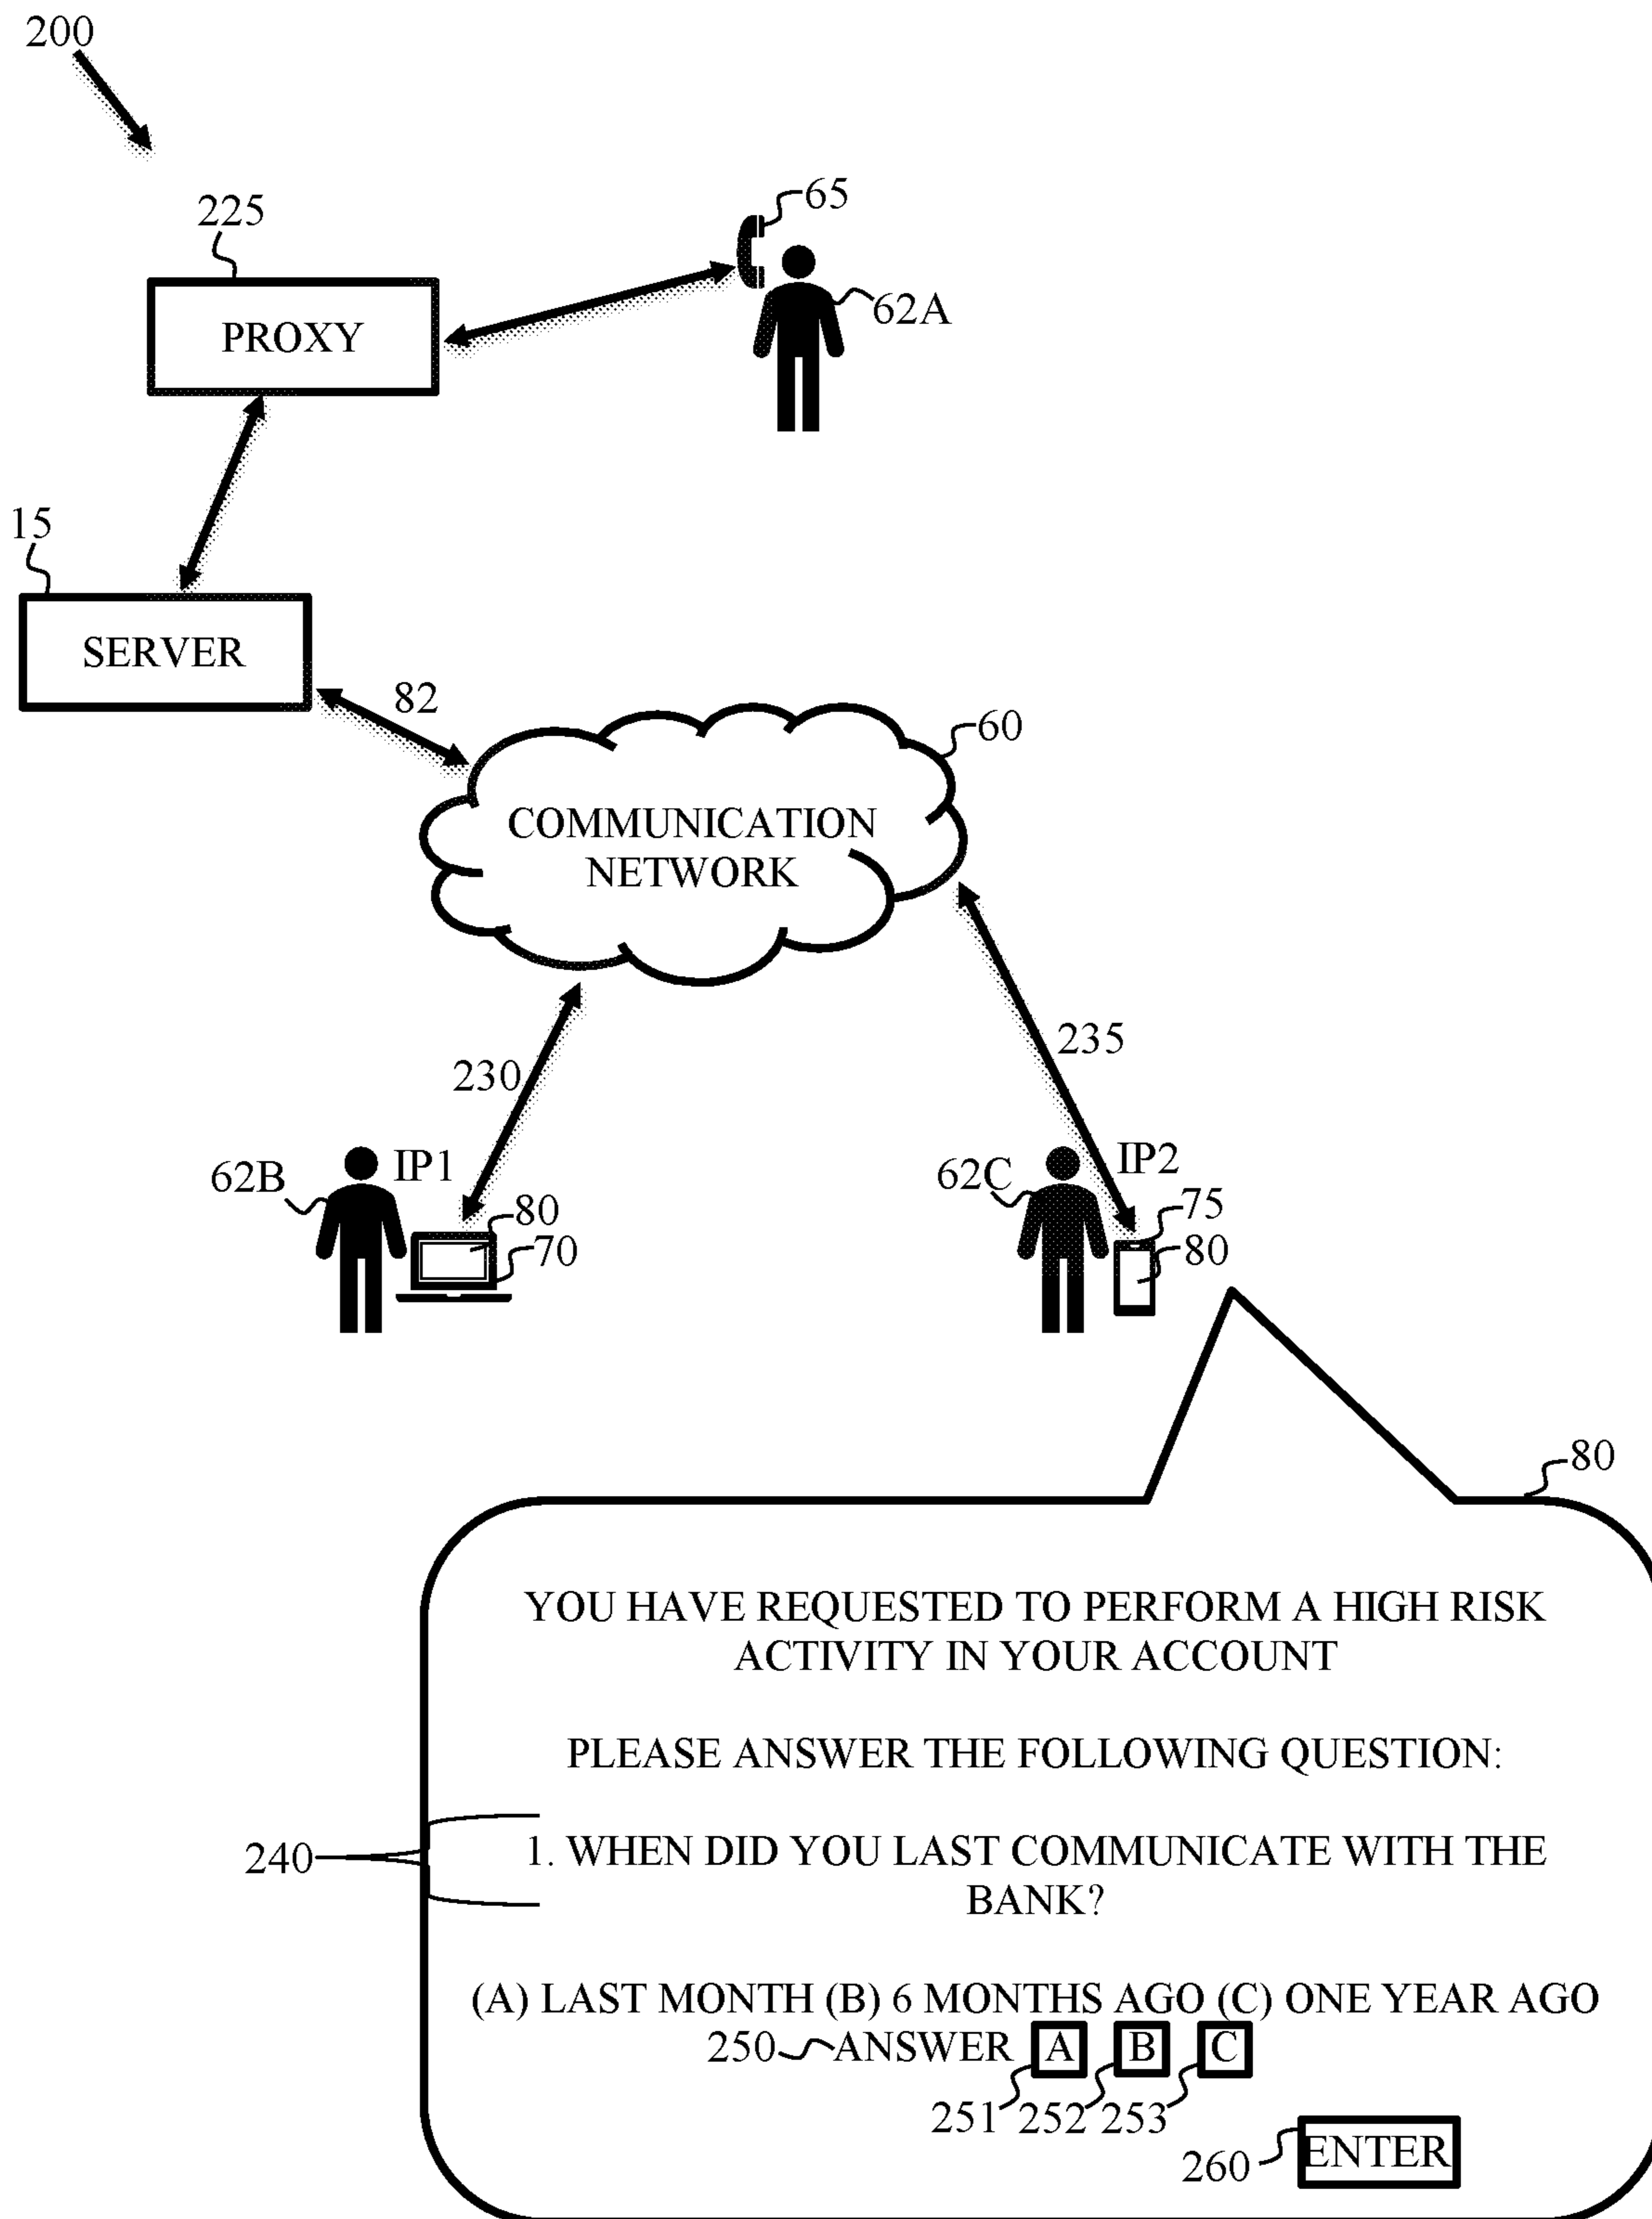 200
225
65
PROXY
62A
15
SERVER
82
60
COMMUNICATION
NETWORK
230
235
62B
IP1
80
70
62C
IP2
75
80
80
YOU HAVE REQUESTED TO PERFORM A HIGH RISK
ACTIVITY IN YOUR ACCOUNT
PLEASE ANSWER THE FOLLOWING QUESTION:
240
1. WHEN DID YOU LAST COMMUNICATE WITH THE
BANK?
(A) LAST MONTH (B) 6 MONTHS AGO (C) ONE YEAR AGO
250 ANSWER A B C
251 252 253
260 ENTER